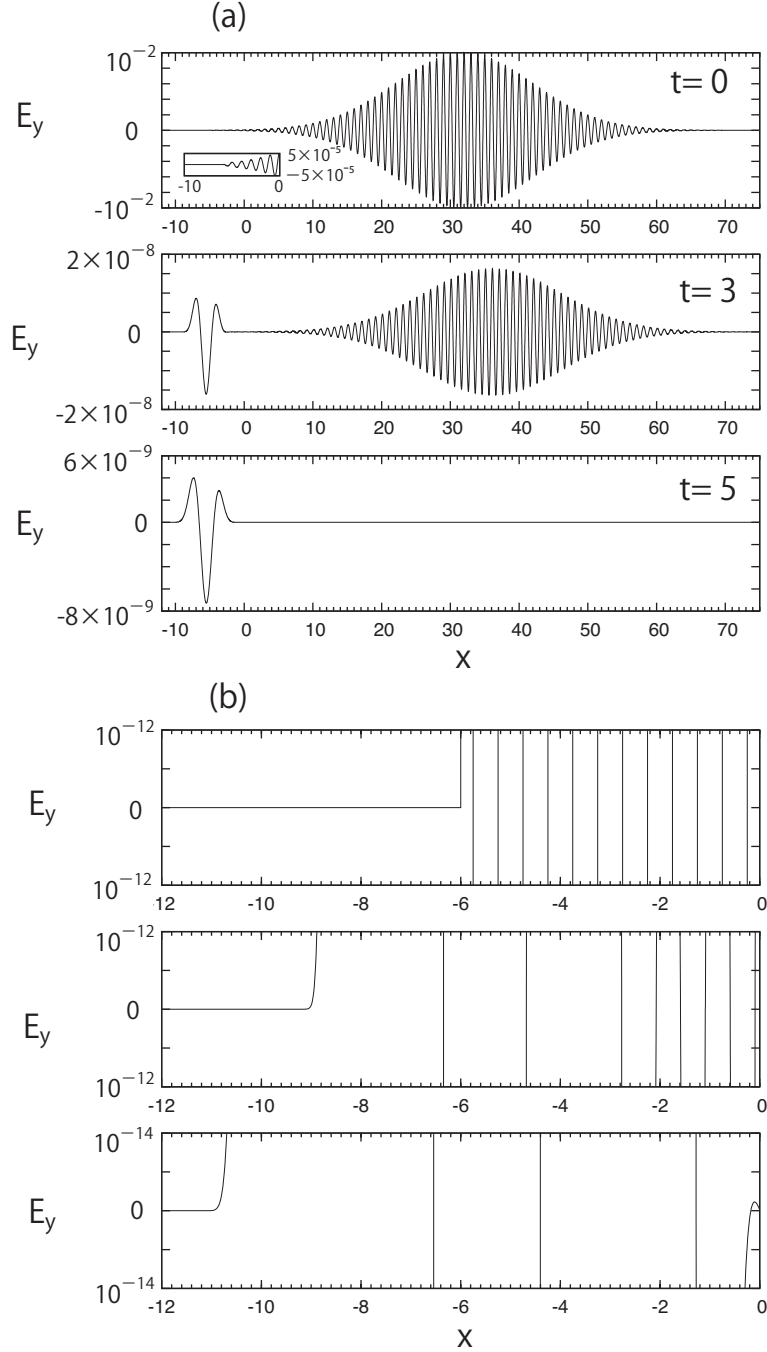 (a)
10⁻²
t= 0
E_y
0
5×10⁻⁵
−5×10⁻⁵
-10
0
-10⁻²
-10 0 10 20 30 40 50 60 70
2×10⁻⁸
t= 3
E_y
0
-2×10⁻⁸
-10 0 10 20 30 40 50 60 70
6×10⁻⁹
t= 5
E_y
0
-8×10⁻⁹
-10 0 10 20 30 40 50 60 70
x
(b)
10⁻¹²
E_y
0
10⁻¹²
-12 -10 -8 -6 -4 -2 0
10⁻¹²
0
E_y
10⁻¹²
-12 -10 -8 -6 -4 -2 0
10⁻¹⁴
E_y
0
10⁻¹⁴
-12 -10 -8 -6 -4 -2 0
x